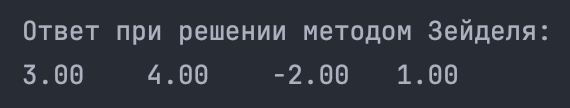 Ответ при решении методом Зейделя:
3.00    4.00    -2.00   1.00